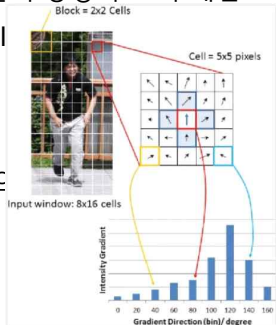 Block = 2x2 Cells
Cell = 5x5 pixels
Input window: 8x16 cells
Intensity Gradient
0 20 40 60 80 100 120 140 160
Gradient Direction (bin)/ degree